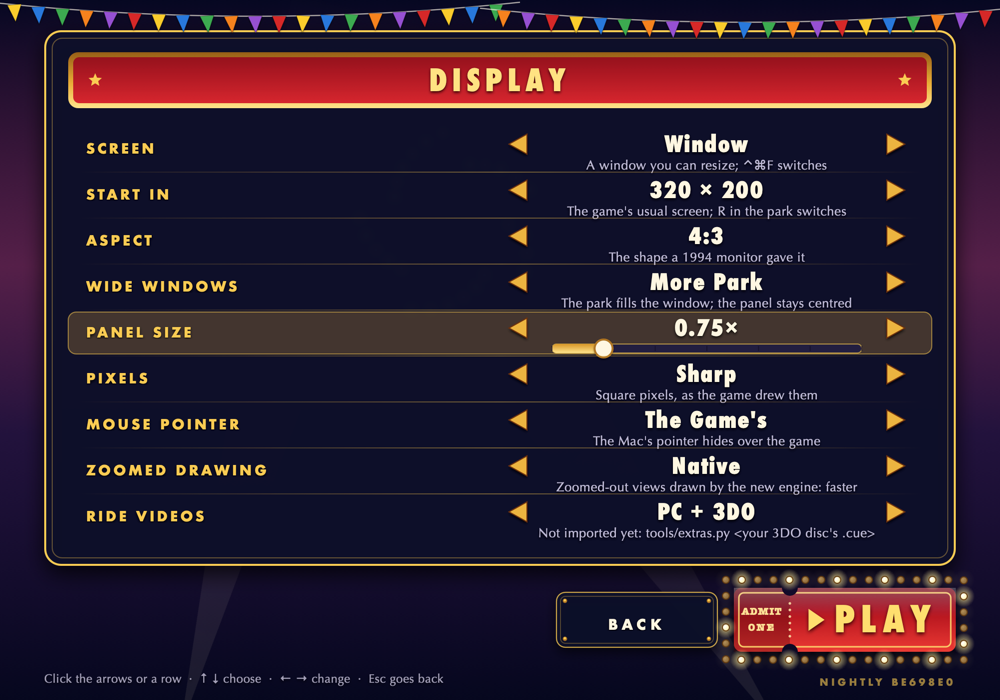 DISPLAY
SCREEN
Window
A window you can resize; ^⌘F switches
START IN
320 × 200
The game's usual screen; R in the park switches
ASPECT
4:3
The shape a 1994 monitor gave it
WIDE WINDOWS
More Park
The park fills the window; the panel stays centred
PANEL SIZE
0.75×
PIXELS
Sharp
Square pixels, as the game drew them
MOUSE POINTER
The Game's
The Mac's pointer hides over the game
ZOOMED DRAWING
Native
Zoomed-out views drawn by the new engine: faster
RIDE VIDEOS
PC + 3DO
Not imported yet: tools/extras.py <your 3DO disc's .cue>
BACK
ADMIT
ONE
PLAY
Click the arrows or a row · ↑ ↓ choose · ← → change · Esc goes back
NIGHTLY BE698E0